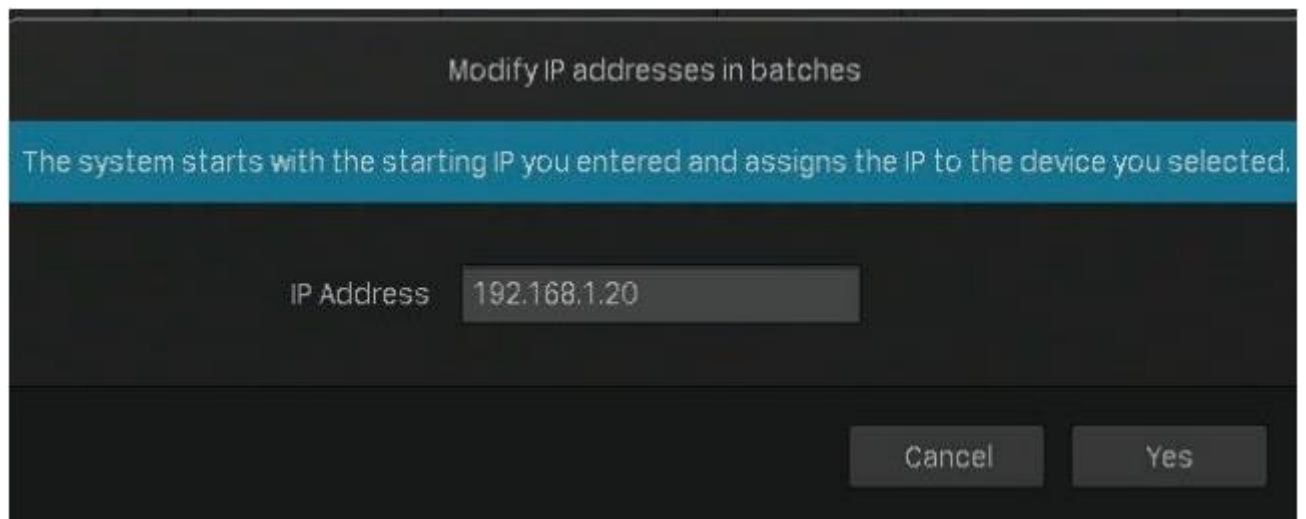 Modify IP addresses in batches
The system starts with the starting IP you entered and assigns the IP to the device you selected.
IP Address 192.168.1.20
Cancel Yes